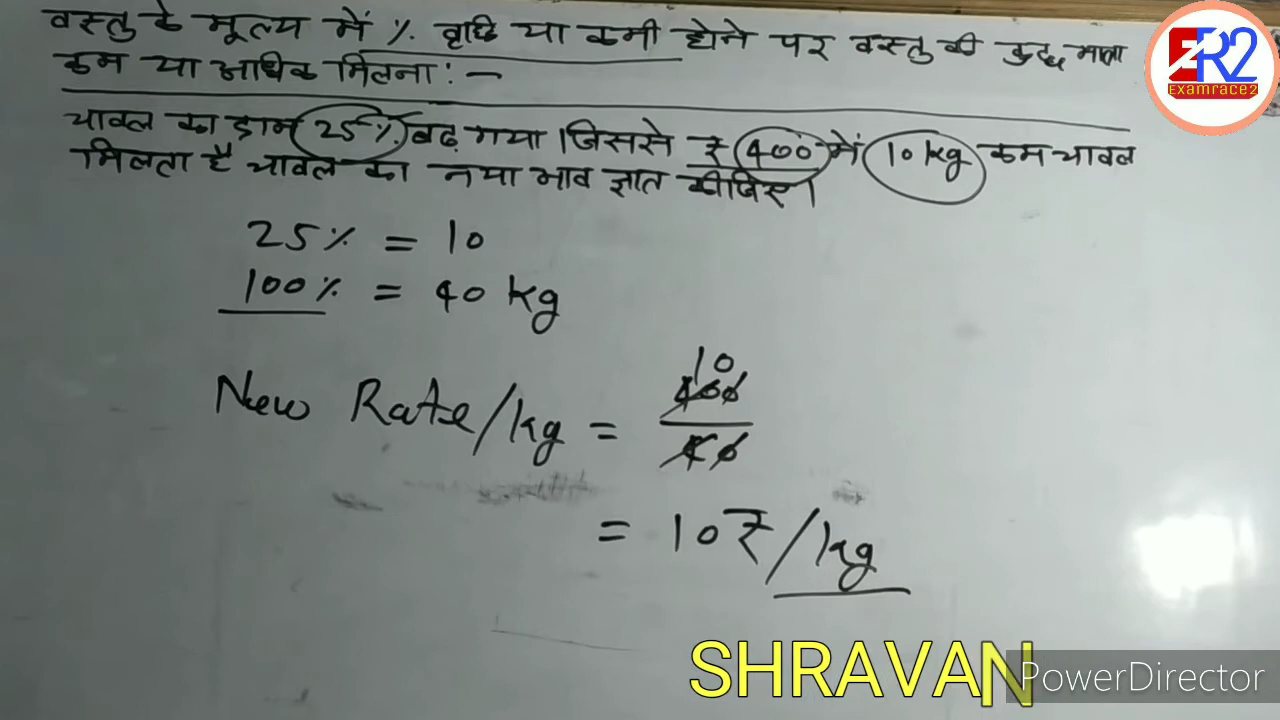 वस्तु के मूल्य में % वृद्धि या कमी होने पर वस्तु की कुछ मात्रा
कम या अधिक मिलना :-
चावल का दाम 25% बढ़ गया जिससे ₹ 400 में 10 kg कम चावल
मिलता है चावल का नया भाव ज्ञात कीजिए।
25% = 10
100% = 40 kg
10
New Rate/kg = 400
40
= 10₹/kg
ER2
Examrace2
SHRAVAN
PowerDirector